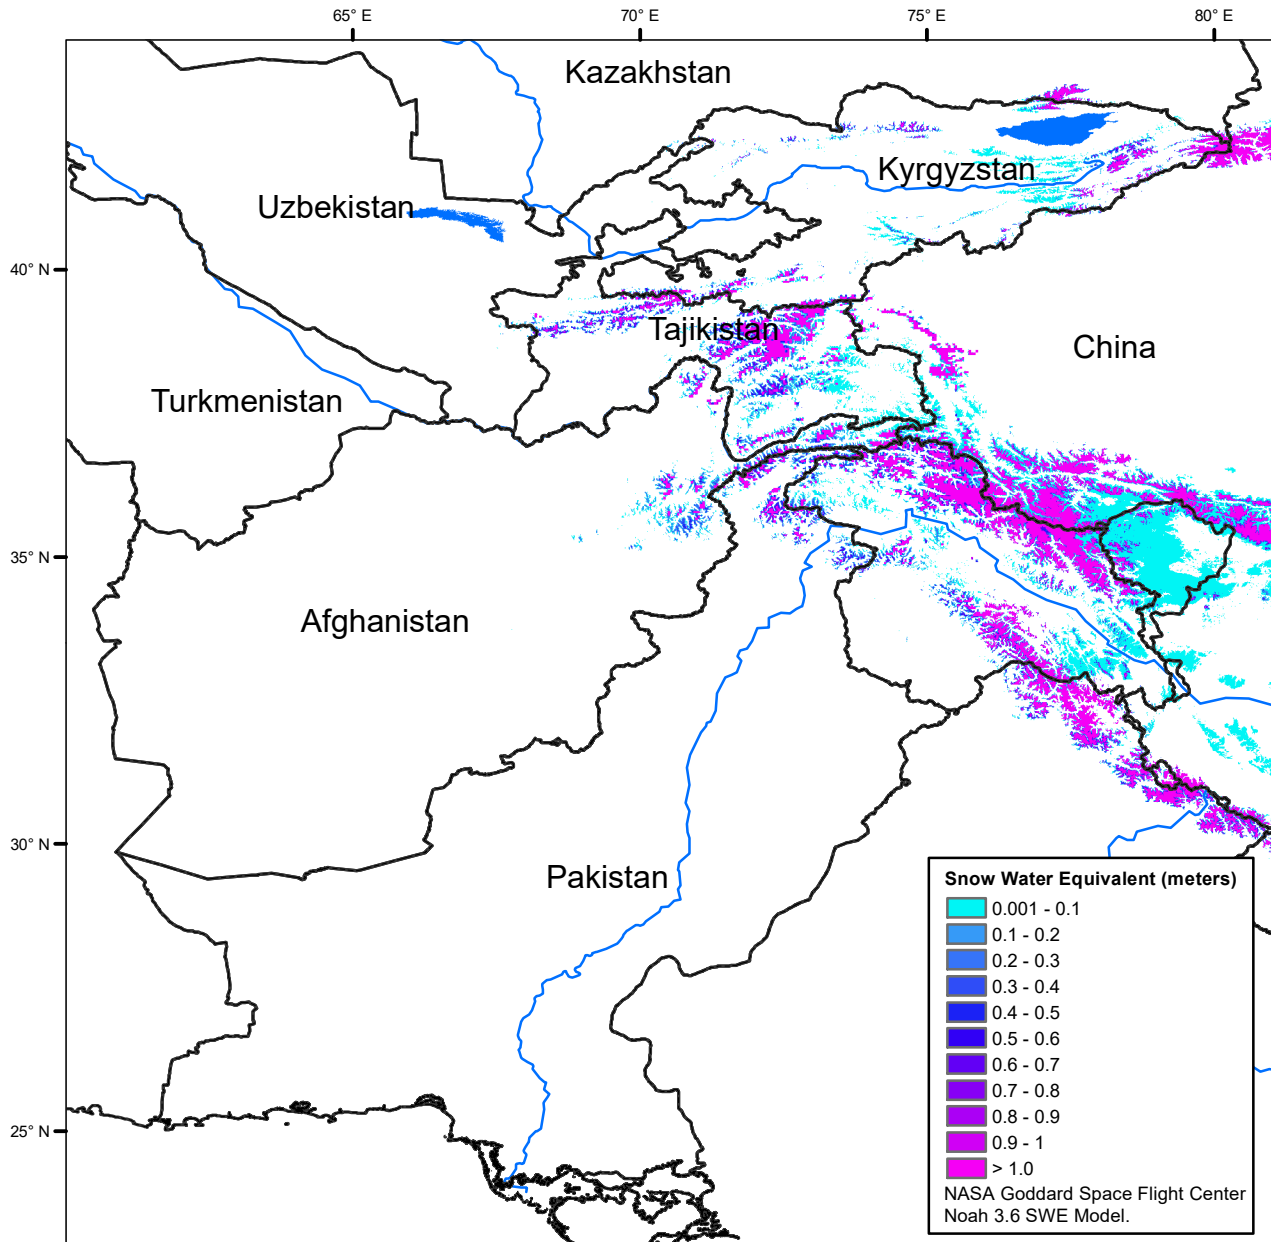 65° E
70° E
75° E
80° E
Kazakhstan
Kyrgyzstan
Uzbekistan
40° N
Tajikistan
China
Turkmenistan
35° N
Afghanistan
30° N
Pakistan
25° N
Snow Water Equivalent (meters)
0.001 - 0.1
0.1 - 0.2
0.2 - 0.3
0.3 - 0.4
0.4 - 0.5
0.5 - 0.6
0.6 - 0.7
0.7 - 0.8
0.8 - 0.9
0.9 - 1
> 1.0
NASA Goddard Space Flight Center
Noah 3.6 SWE Model.